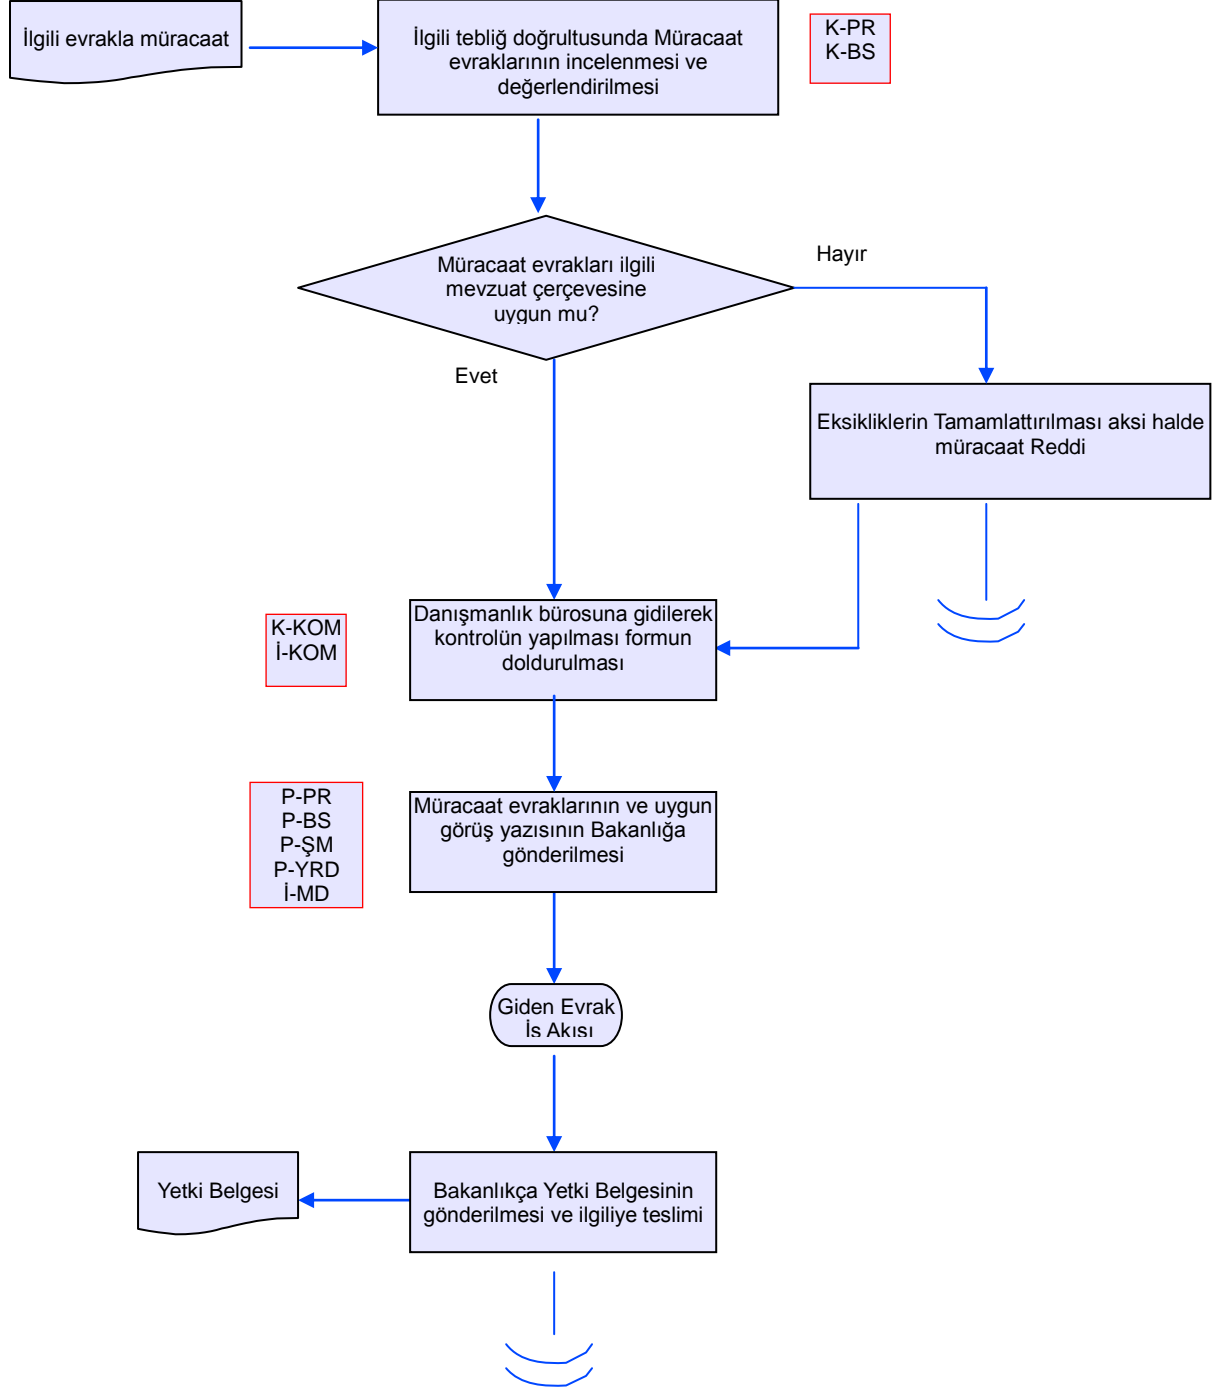 İlgili evrakla müracaat
İlgili tebliğ doğrultusunda Müracaat
evraklarının incelenmesi ve
değerlendirilmesi
K-PR
K-BS
Müracaat evrakları ilgili
mevzuat çerçevesine
uygun mu?
Hayır
Evet
Eksikliklerin Tamamlattırılması aksi halde
müracaat Reddi
K-KOM
İ-KOM
Danışmanlık bürosuna gidilerek
kontrolün yapılması formun
doldurulması
P-PR
P-BS
P-ŞM
P-YRD
İ-MD
Müracaat evraklarının ve uygun
görüş yazısının Bakanlığa
gönderilmesi
Giden Evrak
İş Akışı
Yetki Belgesi
Bakanlıkça Yetki Belgesinin
gönderilmesi ve ilgiliye teslimi